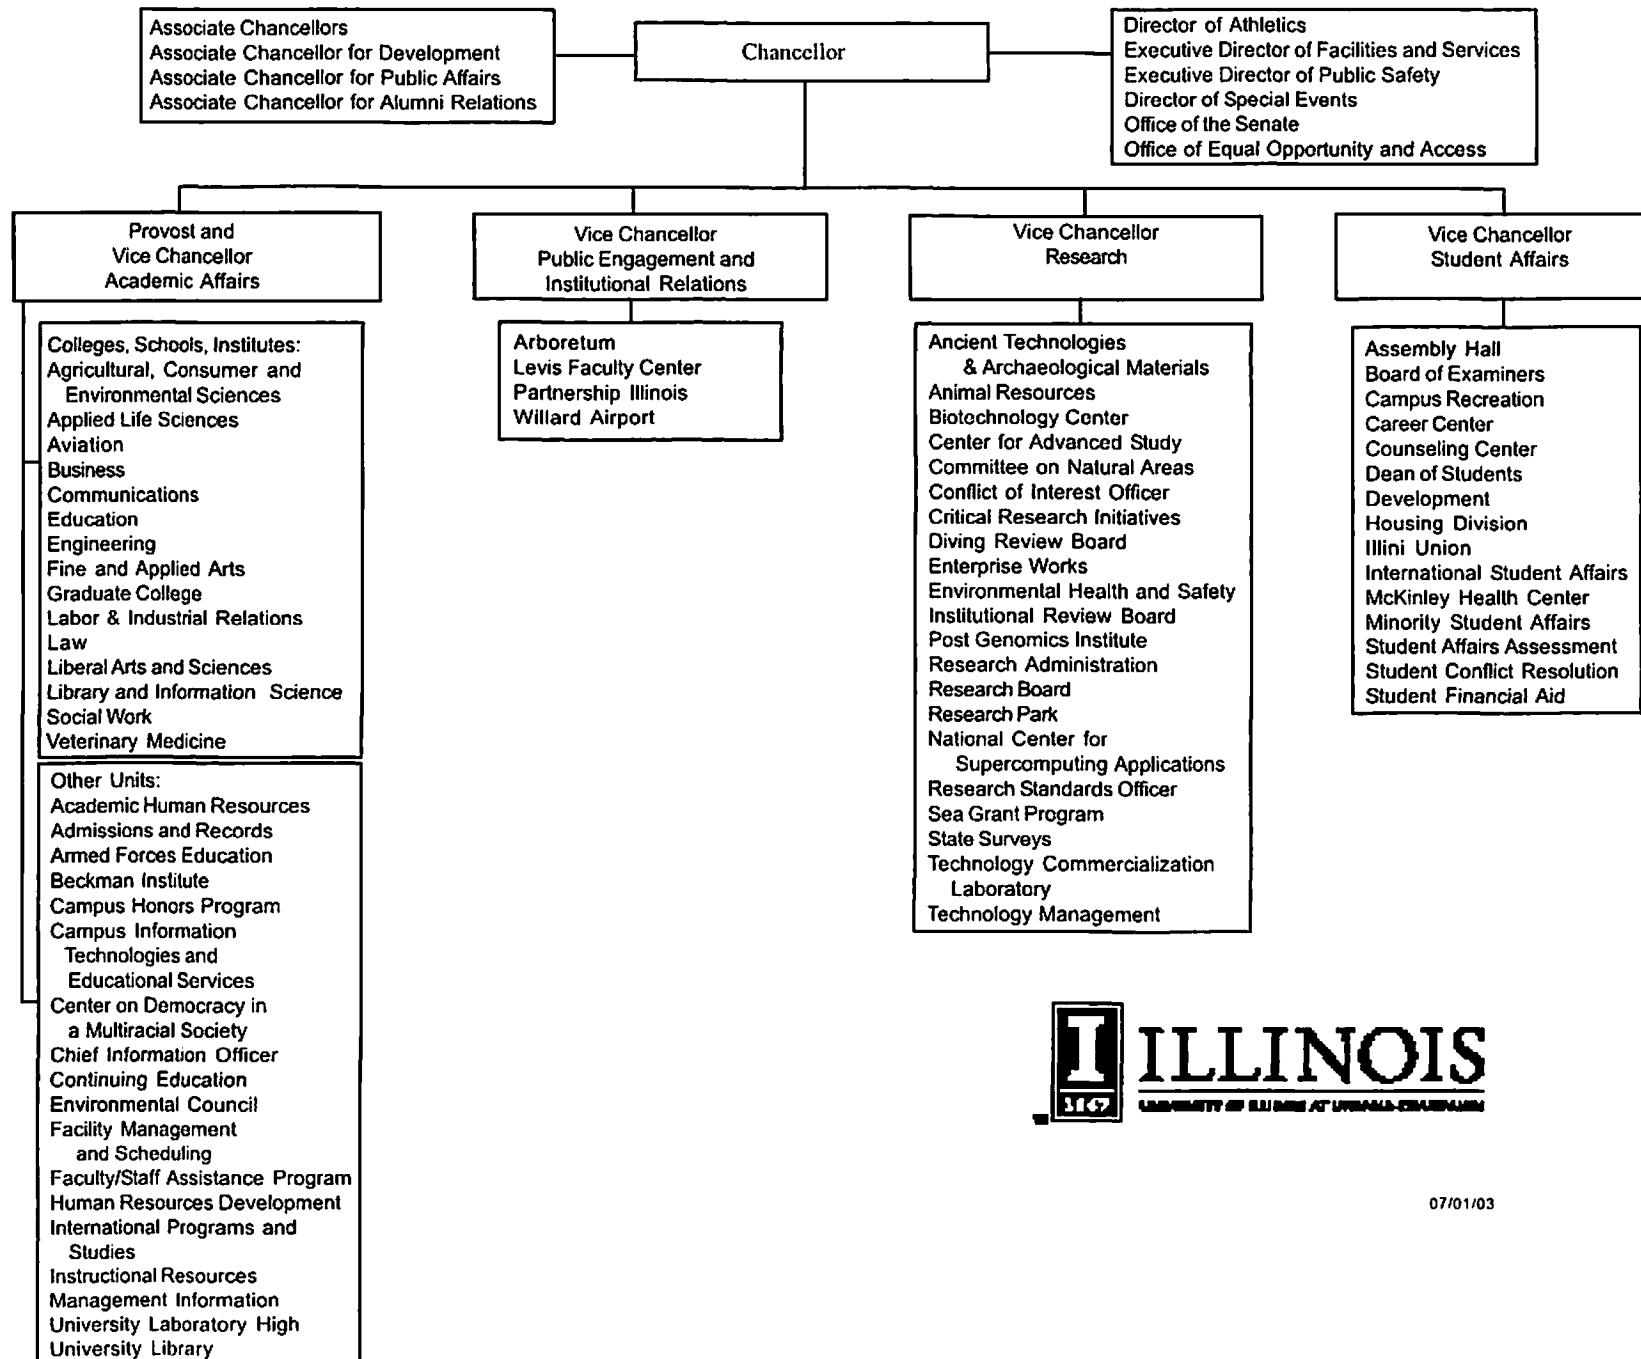 Associate Chancellors
Associate Chancellor for Development
Associate Chancellor for Public Affairs
Associate Chancellor for Alumni Relations
Chancellor
Director of Athletics
Executive Director of Facilities and Services
Executive Director of Public Safety
Director of Special Events
Office of the Senate
Office of Equal Opportunity and Access
Provost and
Vice Chancellor
Academic Affairs
Vice Chancellor
Public Engagement and
Institutional Relations
Vice Chancellor
Research
Vice Chancellor
Student Affairs
Colleges, Schools, Institutes:
Agricultural, Consumer and
Environmental Sciences
Applied Life Sciences
Aviation
Business
Communications
Education
Engineering
Fine and Applied Arts
Graduate College
Labor & Industrial Relations
Law
Liberal Arts and Sciences
Library and Information Science
Social Work
Veterinary Medicine
Other Units:
Academic Human Resources
Admissions and Records
Armed Forces Education
Beckman Institute
Campus Honors Program
Campus Information
Technologies and
Educational Services
Center on Democracy in
a Multiracial Society
Chief Information Officer
Continuing Education
Environmental Council
Facility Management
and Scheduling
Faculty/Staff Assistance Program
Human Resources Development
International Programs and
Studies
Instructional Resources
Management Information
University Laboratory High
University Library
Arboretum
Levis Faculty Center
Partnership Illinois
Willard Airport
Ancient Technologies
& Archaeological Materials
Animal Resources
Biotechnology Center
Center for Advanced Study
Committee on Natural Areas
Conflict of Interest Officer
Critical Research Initiatives
Diving Review Board
Enterprise Works
Environmental Health and Safety
Institutional Review Board
Post Genomics Institute
Research Administration
Research Board
Research Park
National Center for
Supercomputing Applications
Research Standards Officer
Sea Grant Program
State Surveys
Technology Commercialization
Laboratory
Technology Management
Assembly Hall
Board of Examiners
Campus Recreation
Career Center
Counseling Center
Dean of Students
Development
Housing Division
Illini Union
International Student Affairs
McKinley Health Center
Minority Student Affairs
Student Affairs Assessment
Student Conflict Resolution
Student Financial Aid
I
1867
ILLINOIS
UNIVERSITY OF ILLINOIS AT URBANA-CHAMPAIGN
07/01/03